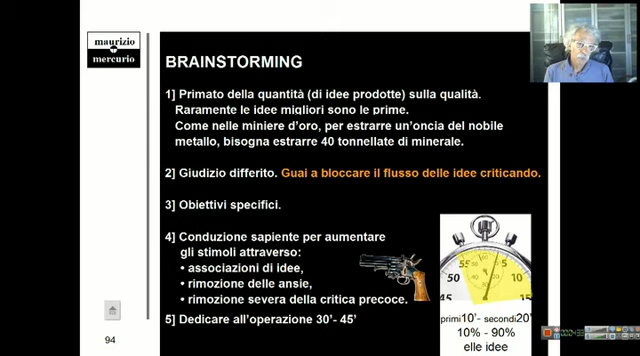 maurizio
mercurio
BRAINSTORMING
1] Primato della quantità (di idee prodotte) sulla qualità.
Raramente le idee migliori sono le prime.
Come nelle miniere d'oro, per estrarre un'oncia del nobile
metallo, bisogna estrarre 40 tonnellate di minerale.
2] Giudizio differito. Guai a bloccare il flusso delle idee criticando.
3] Obiettivi specifici.
4] Conduzione sapiente per aumentare
gli stimoli attraverso:
• associazioni di idee,
• rimozione delle ansie,
• rimozione severa della critica precoce.
5] Dedicare all'operazione 30'- 45'
55 5
50 10
45 15
primi10'- secondi20'
10% - 90%
elle idee
94